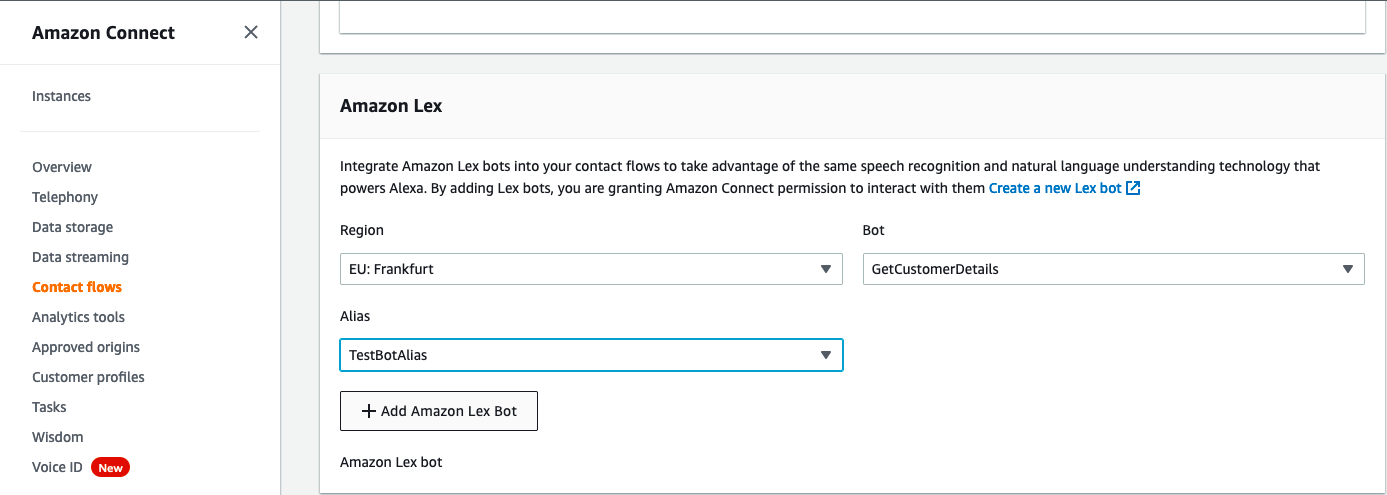 Amazon Connect
Instances
Overview
Telephony
Data storage
Data streaming
Contact flows
Analytics tools
Approved origins
Customer profiles
Tasks
Wisdom
Voice ID New
Amazon Lex
Integrate Amazon Lex bots into your contact flows to take advantage of the same speech recognition and natural language understanding technology that
powers Alexa. By adding Lex bots, you are granting Amazon Connect permission to interact with them Create a new Lex bot
Region
EU: Frankfurt
Bot
GetCustomerDetails
Alias
TestBotAlias
+ Add Amazon Lex Bot
Amazon Lex bot